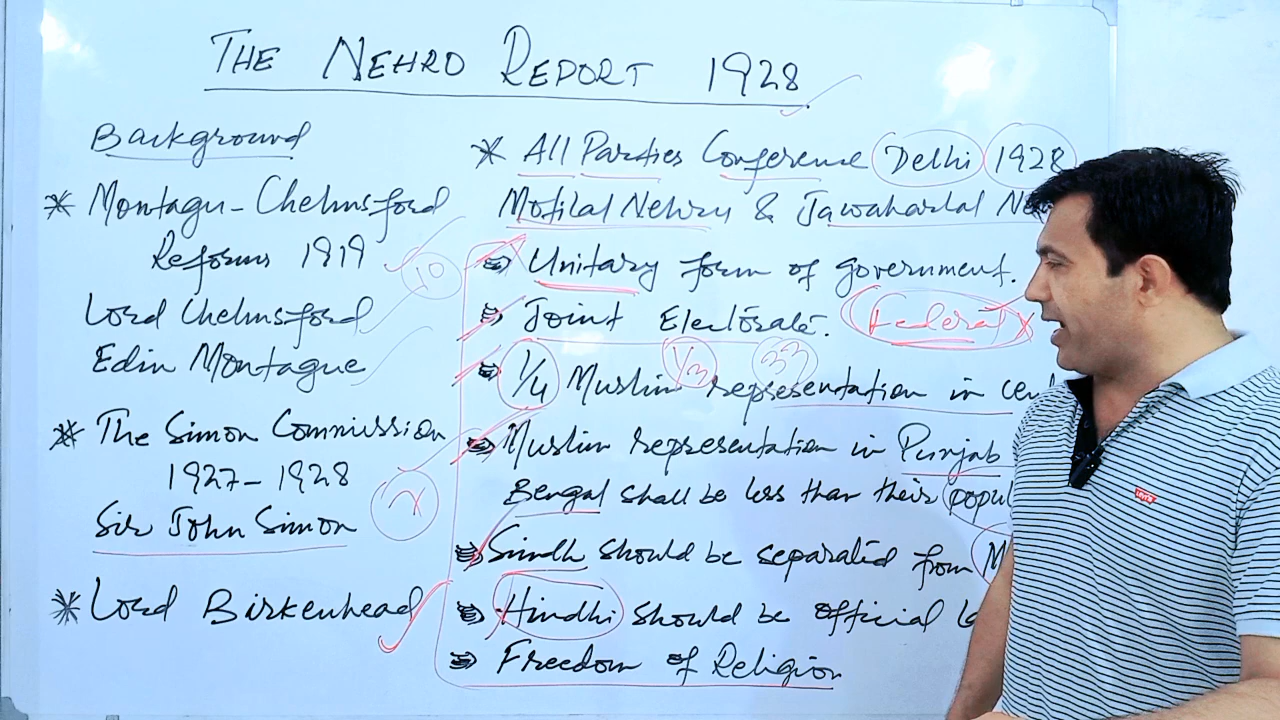 THE NEHRO REPORT 1928
Background
* Montagu-Chelmsford
Reforms 1919
10
Lord Chelmsford
Edin Montague
* The Simon Commission
1927-1928
7
Sir John Simon
* Lord Birkenhead
* All Parties Conference Delhi 1928
Motilal Nehru & Jawaharlal
Unitary form of government.
Joint Electorate. Federal
1/4 Muslim 1/3 representation in
33
Muslim representation in Punjab
Bengal shall be less than their
Sindh should be separated from
Hindhi should be official
Freedom of Religion
Levi's